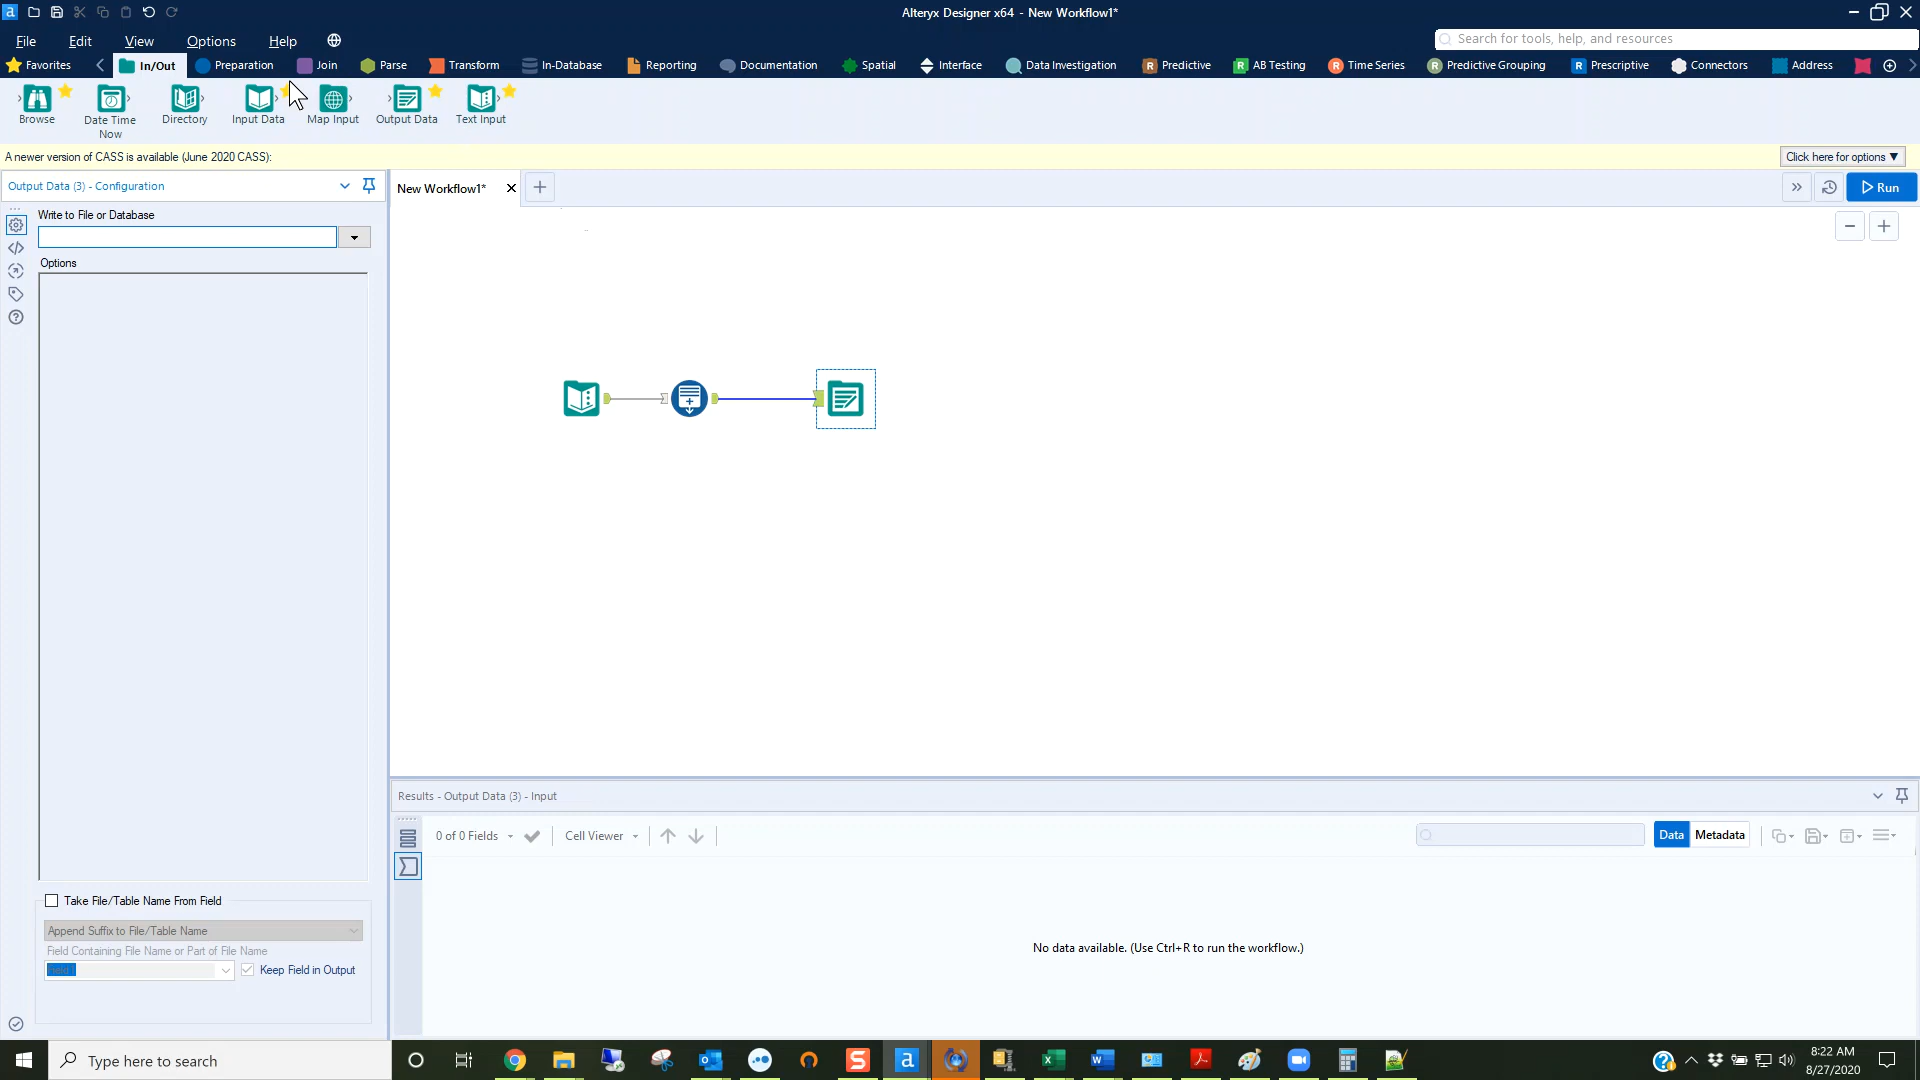 Alteryx Designer x64 - New Workflow1*
File Edit View Options Help
Search for tools, help, and resources
Favorites In/Out Preparation Join Parse Transform In-Database Reporting Documentation Spatial Interface Data Investigation Predictive AB Testing Time Series Predictive Grouping Prescriptive Connectors Address
Browse Date Time Now Directory Input Data Map Input Output Data Text Input
A newer version of CASS is available (June 2020 CASS):
Click here for options ▼
Output Data (3) - Configuration
New Workflow1*
Run
Write to File or Database
Options
Results - Output Data (3) - Input
0 of 0 Fields
Cell Viewer
Data Metadata
Take File/Table Name From Field
Append Suffix to File/Table Name
Field Containing File Name or Part of File Name
Keep Field in Output
No data available. (Use Ctrl+R to run the workflow.)
Type here to search
8:22 AM
8/27/2020